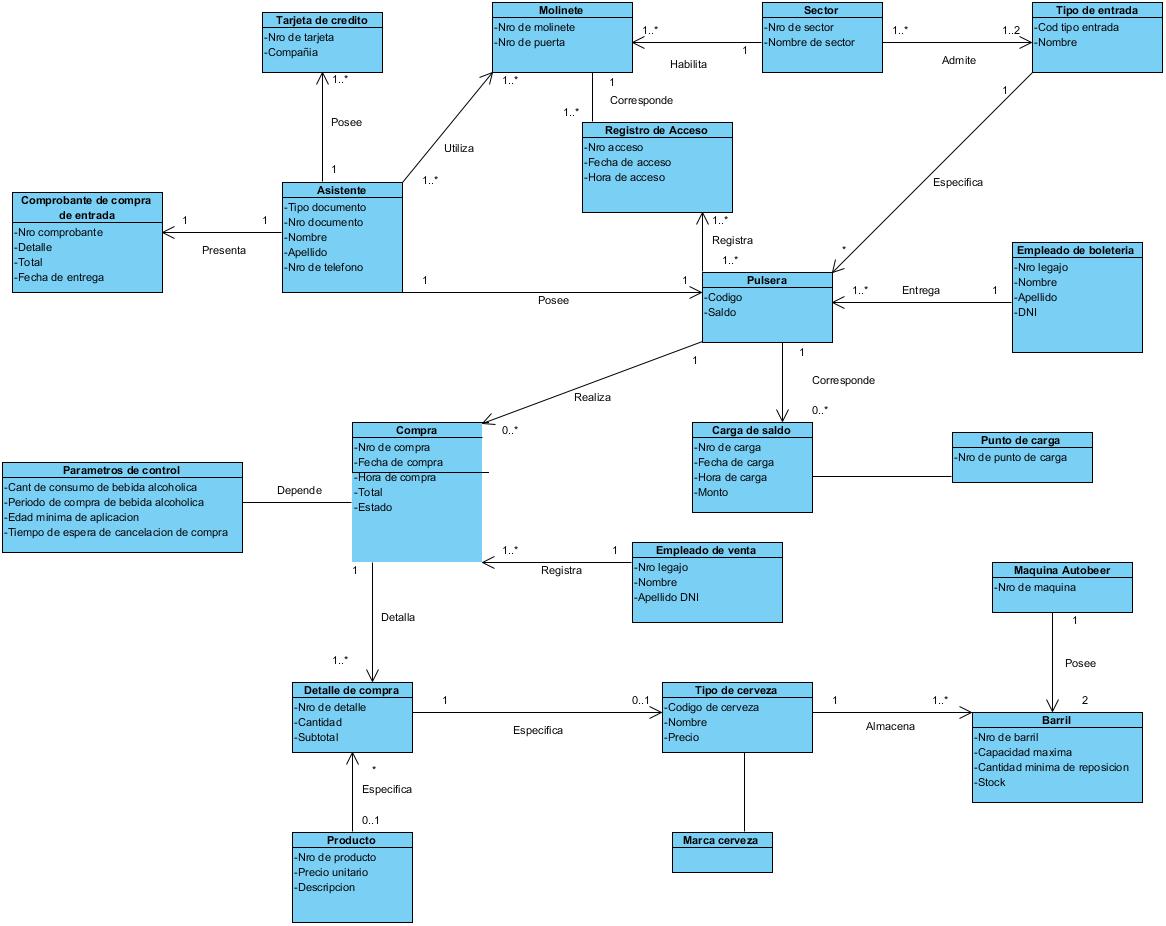 Tarjeta de credito
-Nro de tarjeta
-Compañia
Molinete
-Nro de molinete
-Nro de puerta
Sector
-Nro de sector
-Nombre de sector
Tipo de entrada
-Cod tipo entrada
-Nombre
1..*
1
Habilita
1..*
1..2
Admite
1..*
Posee
1
1..*
Utiliza
1..*
1
Corresponde
1..*
Registro de Acceso
-Nro acceso
-Fecha de acceso
-Hora de acceso
1
Especifica
*
Comprobante de compra
de entrada
-Nro comprobante
-Detalle
-Total
-Fecha de entrega
1
1
Presenta
Asistente
-Tipo documento
-Nro documento
-Nombre
-Apellido
-Nro de telefono
1..*
Registra
1..*
1
1
Posee
Pulsera
-Codigo
-Saldo
1..*
Entrega
1
Empleado de boleteria
-Nro legajo
-Nombre
-Apellido
-DNI
1
Realiza
0..*
1
Corresponde
0..*
Compra
-Nro de compra
-Fecha de compra
-Hora de compra
-Total
-Estado
Carga de saldo
-Nro de carga
-Fecha de carga
-Hora de carga
-Monto
Punto de carga
-Nro de punto de carga
Parametros de control
-Cant de consumo de bebida alcoholica
-Periodo de compra de bebida alcoholica
-Edad minima de aplicacion
-Tiempo de espera de cancelacion de compra
Depende
1..*
1
Registra
Empleado de venta
-Nro legajo
-Nombre
-Apellido DNI
Maquina Autobeer
-Nro de maquina
1
Detalla
1..*
1
Posee
2
Detalle de compra
-Nro de detalle
-Cantidad
-Subtotal
1
0..1
Especifica
Tipo de cerveza
-Codigo de cerveza
-Nombre
-Precio
1
1..*
Almacena
Barril
-Nro de barril
-Capacidad maxima
-Cantidad minima de reposicion
-Stock
*
Especifica
0..1
Producto
-Nro de producto
-Precio unitario
-Descripcion
Marca cerveza